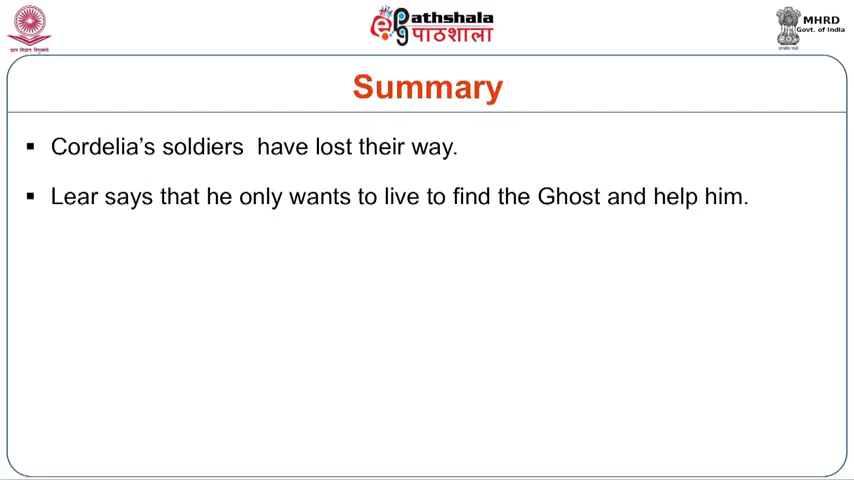 ePathshala
पाठशाला
MHRD
Govt. of India
Summary
▪ Cordelia’s soldiers have lost their way.
▪ Lear says that he only wants to live to find the Ghost and help him.